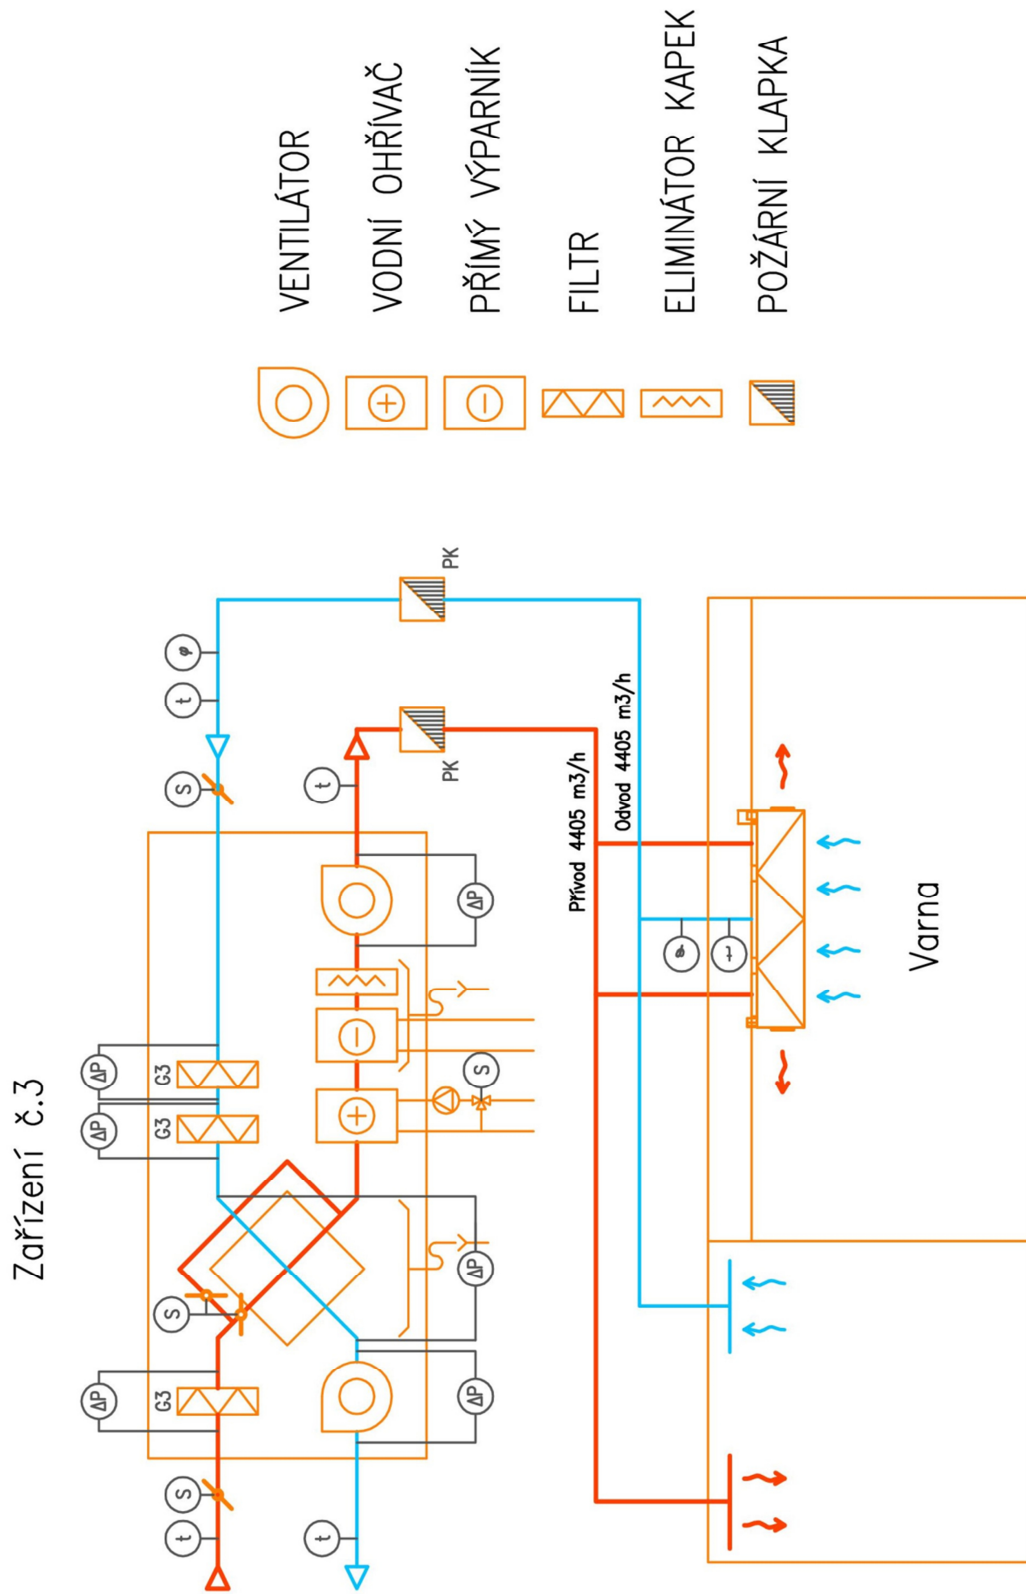 Zařízení č.3
t
S
ΔP
G3
S
ΔP
G3
ΔP
G3
S
t
φ
t
ΔP
ΔP
S
ΔP
t
PK
PK
Přívod 4405 m3/h
Odvod 4405 m3/h
φ
t
Varna
VENTILÁTOR
VODNÍ OHŘÍVAČ
PŘÍMÝ VÝPARNÍK
FILTR
ELIMINÁTOR KAPEK
POŽÁRNÍ KLAPKA